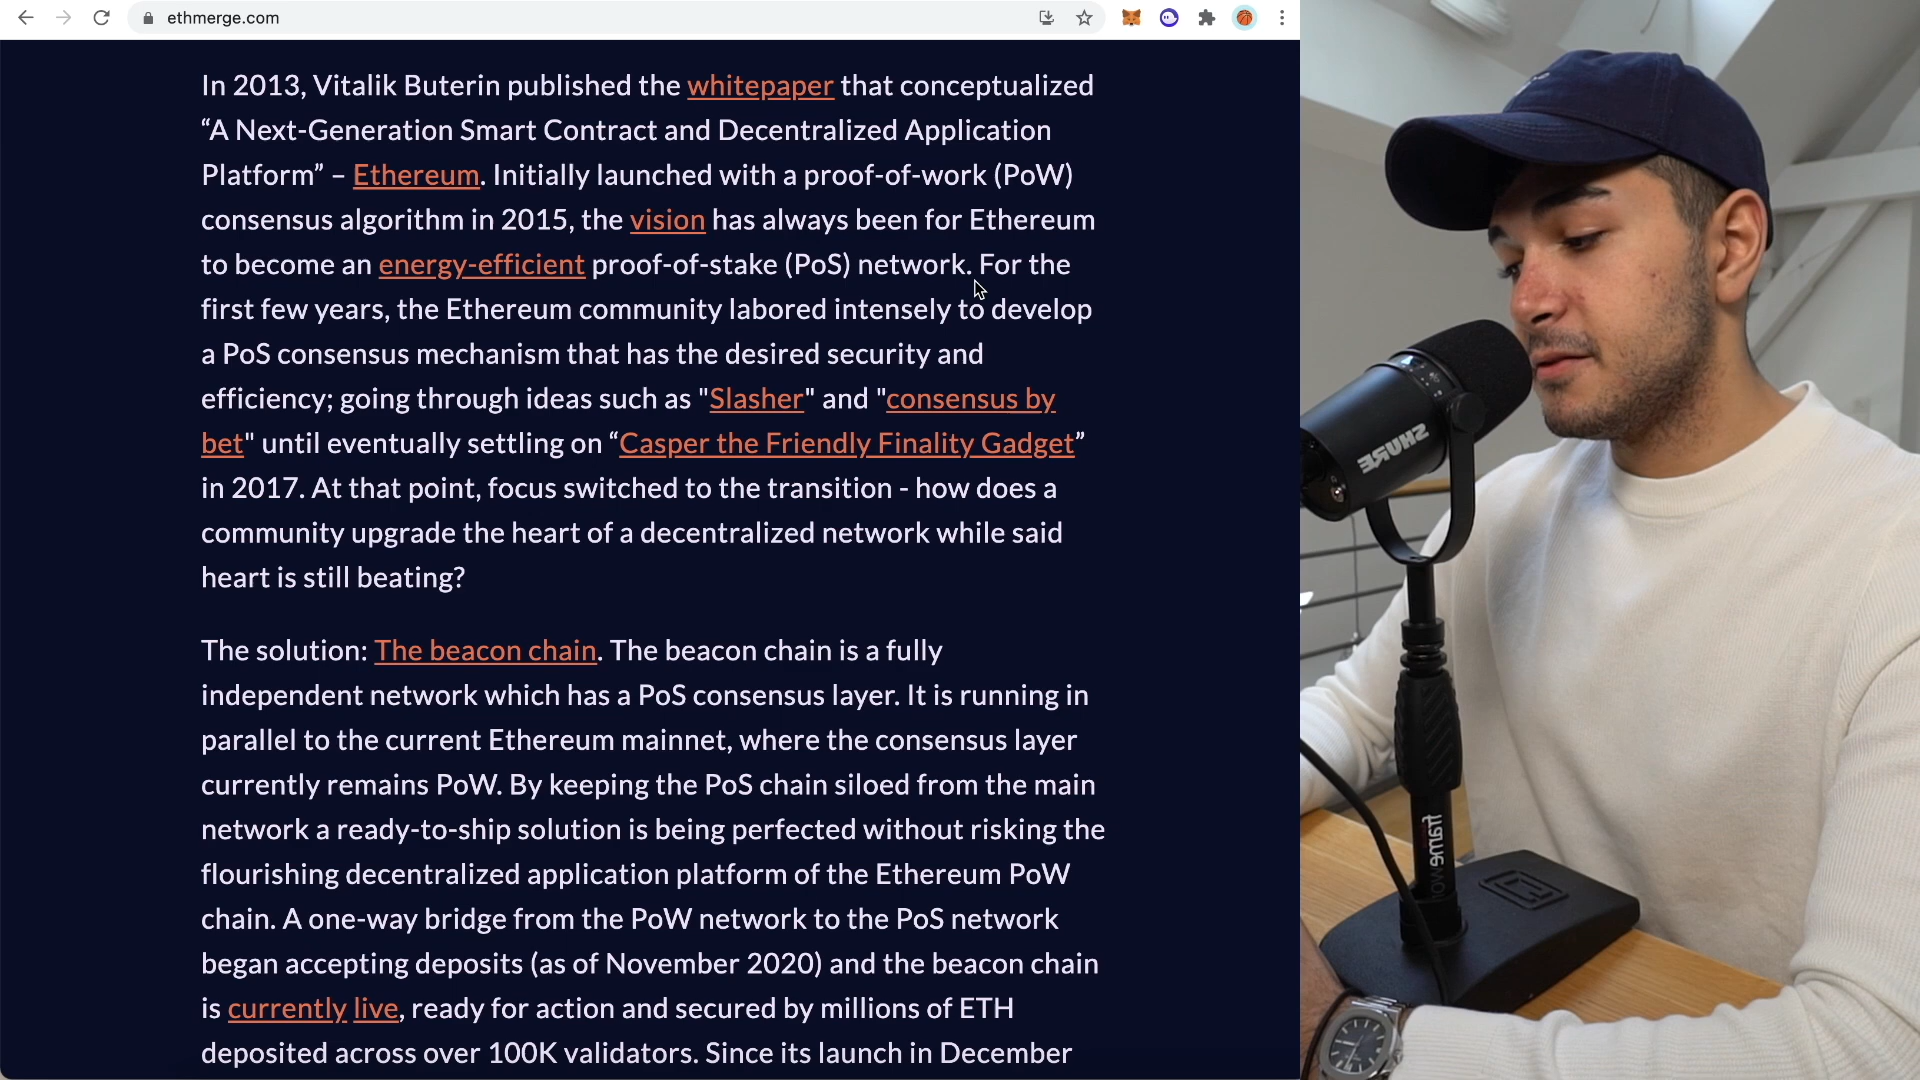 ethmerge.com
In 2013, Vitalik Buterin published the whitepaper that conceptualized
“A Next-Generation Smart Contract and Decentralized Application
Platform” – Ethereum. Initially launched with a proof-of-work (PoW)
consensus algorithm in 2015, the vision has always been for Ethereum
to become an energy-efficient proof-of-stake (PoS) network. For the
first few years, the Ethereum community labored intensely to develop
a PoS consensus mechanism that has the desired security and
efficiency; going through ideas such as "Slasher" and "consensus by
bet" until eventually settling on “Casper the Friendly Finality Gadget”
in 2017. At that point, focus switched to the transition - how does a
community upgrade the heart of a decentralized network while said
heart is still beating?
The solution: The beacon chain. The beacon chain is a fully
independent network which has a PoS consensus layer. It is running in
parallel to the current Ethereum mainnet, where the consensus layer
currently remains PoW. By keeping the PoS chain siloed from the main
network a ready-to-ship solution is being perfected without risking the
flourishing decentralized application platform of the Ethereum PoW
chain. A one-way bridge from the PoW network to the PoS network
began accepting deposits (as of November 2020) and the beacon chain
is currently live, ready for action and secured by millions of ETH
deposited across over 100K validators. Since its launch in December
SHURE
framewor